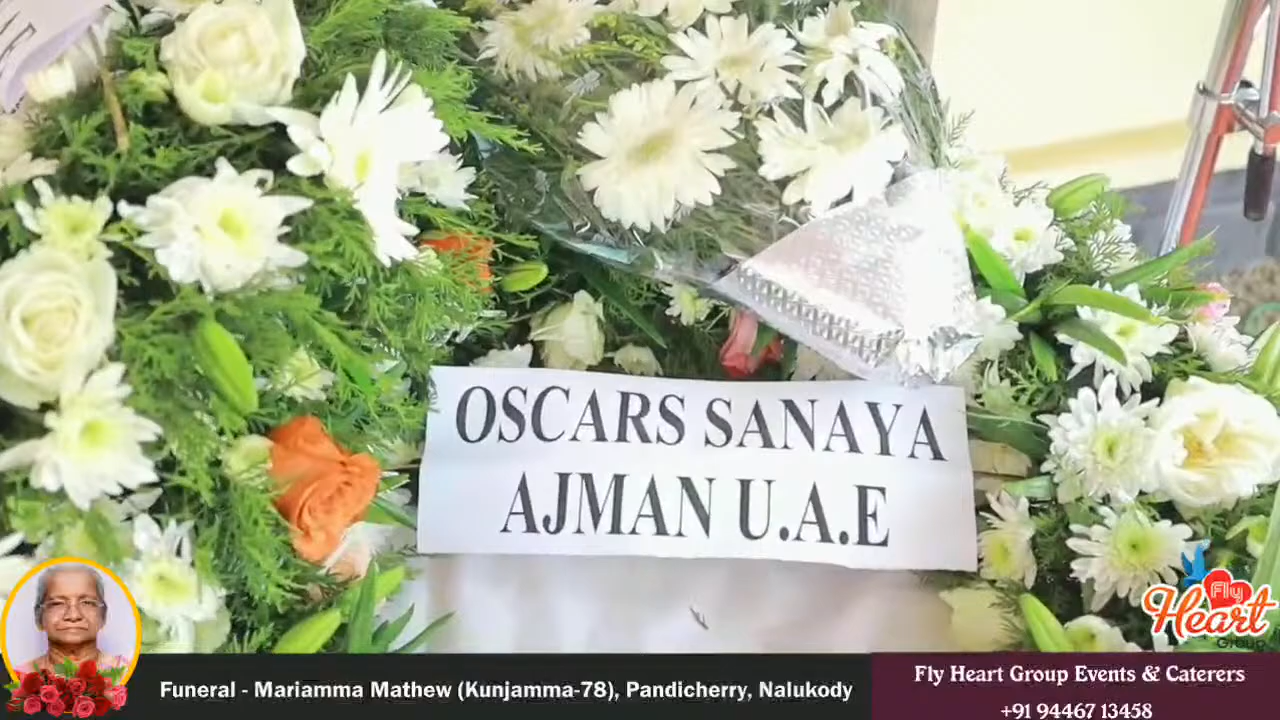 OSCARS SANAYA
AJMAN U.A.E
Fly
Heart
Group
Funeral - Mariamma Mathew (Kunjamma-78), Pandicherry, Nalukody
Fly Heart Group Events & Caterers
+91 94467 13458